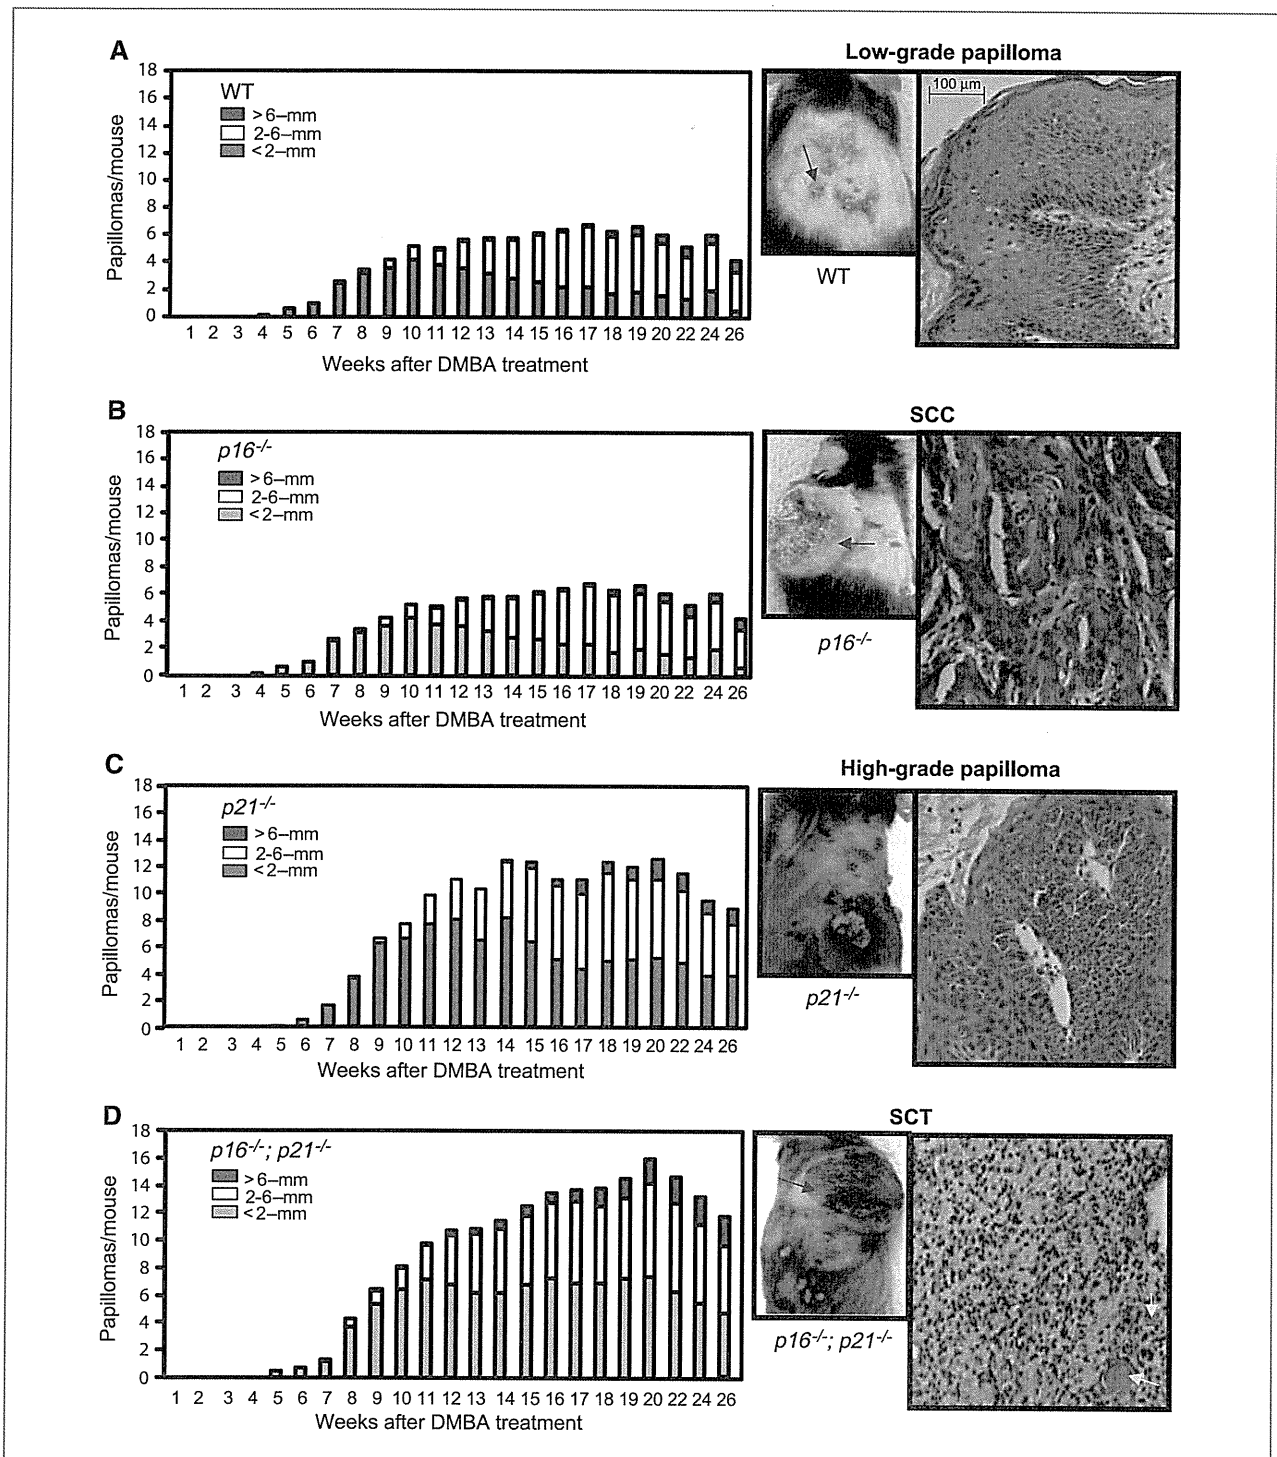 A
Low-grade papilloma
18
16
14
12
10
8
6
4
2
0
Papillomas/mouse
WT
>6–mm
2-6–mm
<2–mm
1 2 3 4 5 6 7 8 9 10 11 12 13 14 15 16 17 18 19 20 22 24 26
Weeks after DMBA treatment
WT
100 µm
B
SCC
18
16
14
12
10
8
6
4
2
0
Papillomas/mouse
p16-/-
>6–mm
2-6–mm
<2–mm
1 2 3 4 5 6 7 8 9 10 11 12 13 14 15 16 17 18 19 20 22 24 26
Weeks after DMBA treatment
p16-/-
C
High-grade papilloma
18
16
14
12
10
8
6
4
2
0
Papillomas/mouse
p21-/-
>6–mm
2-6–mm
<2–mm
1 2 3 4 5 6 7 8 9 10 11 12 13 14 15 16 17 18 19 20 22 24 26
Weeks after DMBA treatment
p21-/-
D
SCT
18
16
14
12
10
8
6
4
2
0
Papillomas/mouse
p16-/-; p21-/-
>6–mm
2-6–mm
<2–mm
1 2 3 4 5 6 7 8 9 10 11 12 13 14 15 16 17 18 19 20 22 24 26
Weeks after DMBA treatment
p16-/-; p21-/-